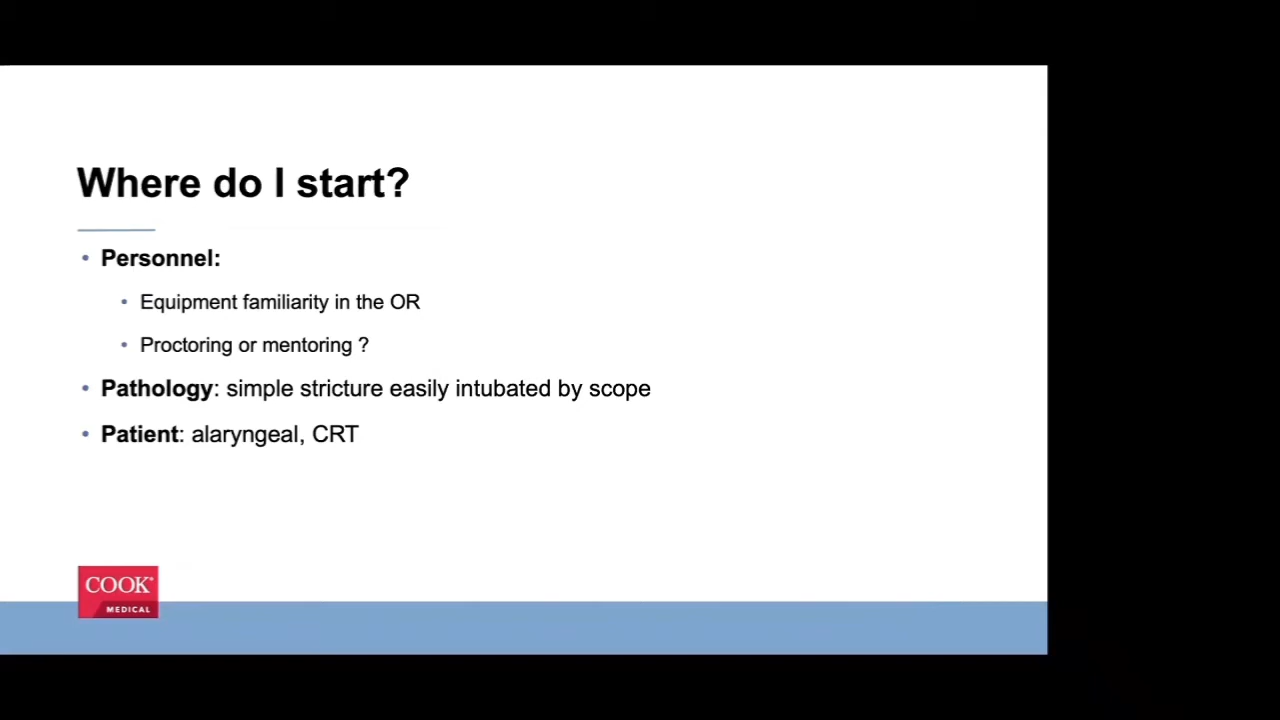 Where do I start?
• Personnel:
• Equipment familiarity in the OR
• Proctoring or mentoring ?
• Pathology: simple stricture easily intubated by scope
• Patient: alaryngeal, CRT
COOK®
MEDICAL